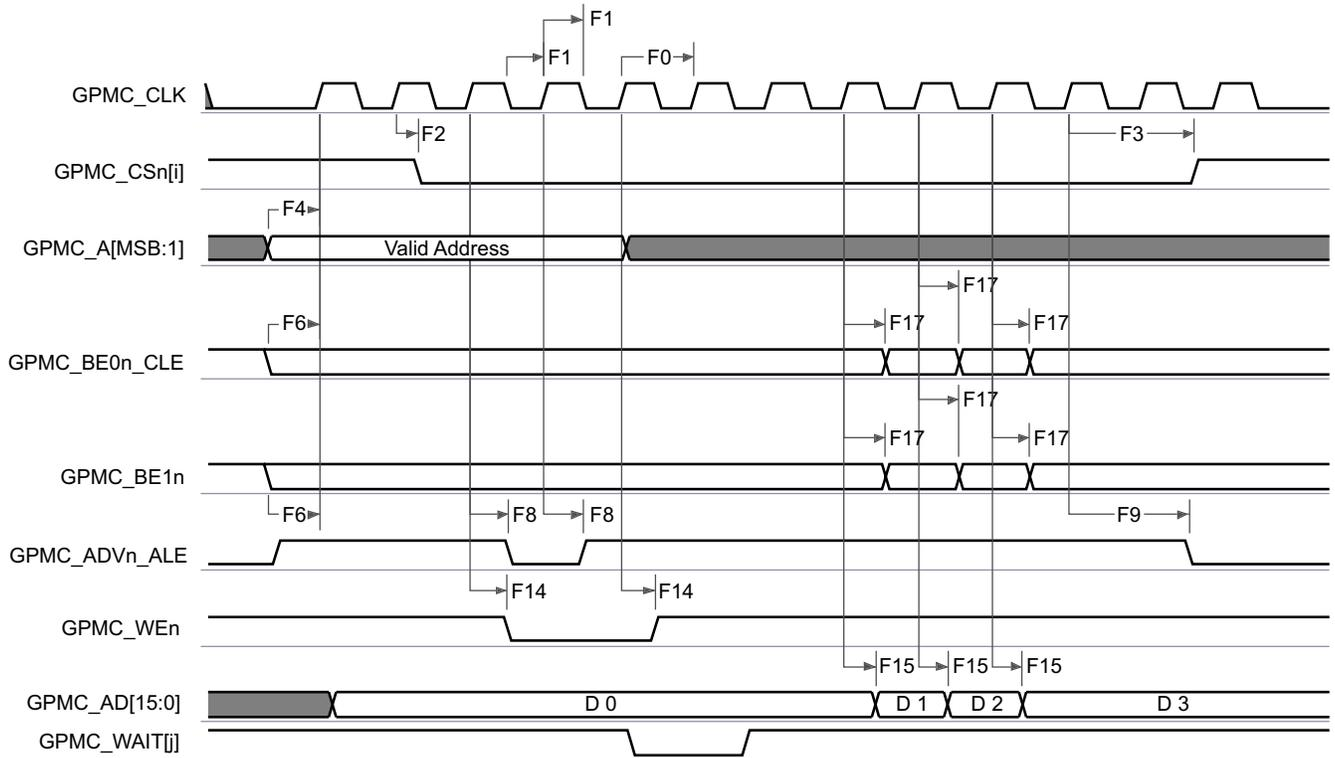 F1
F1
F0
GPMC_CLK
F2
F3
GPMC_CSn[i]
F4
GPMC_A[MSB:1]
Valid Address
F17
F6
F17
F17
GPMC_BE0n_CLE
F17
F17
F17
GPMC_BE1n
F6
F8
F8
F9
GPMC_ADVn_ALE
F14
F14
GPMC_WEn
F15
F15
F15
GPMC_AD[15:0]
D 0
D 1
D 2
D 3
GPMC_WAIT[j]